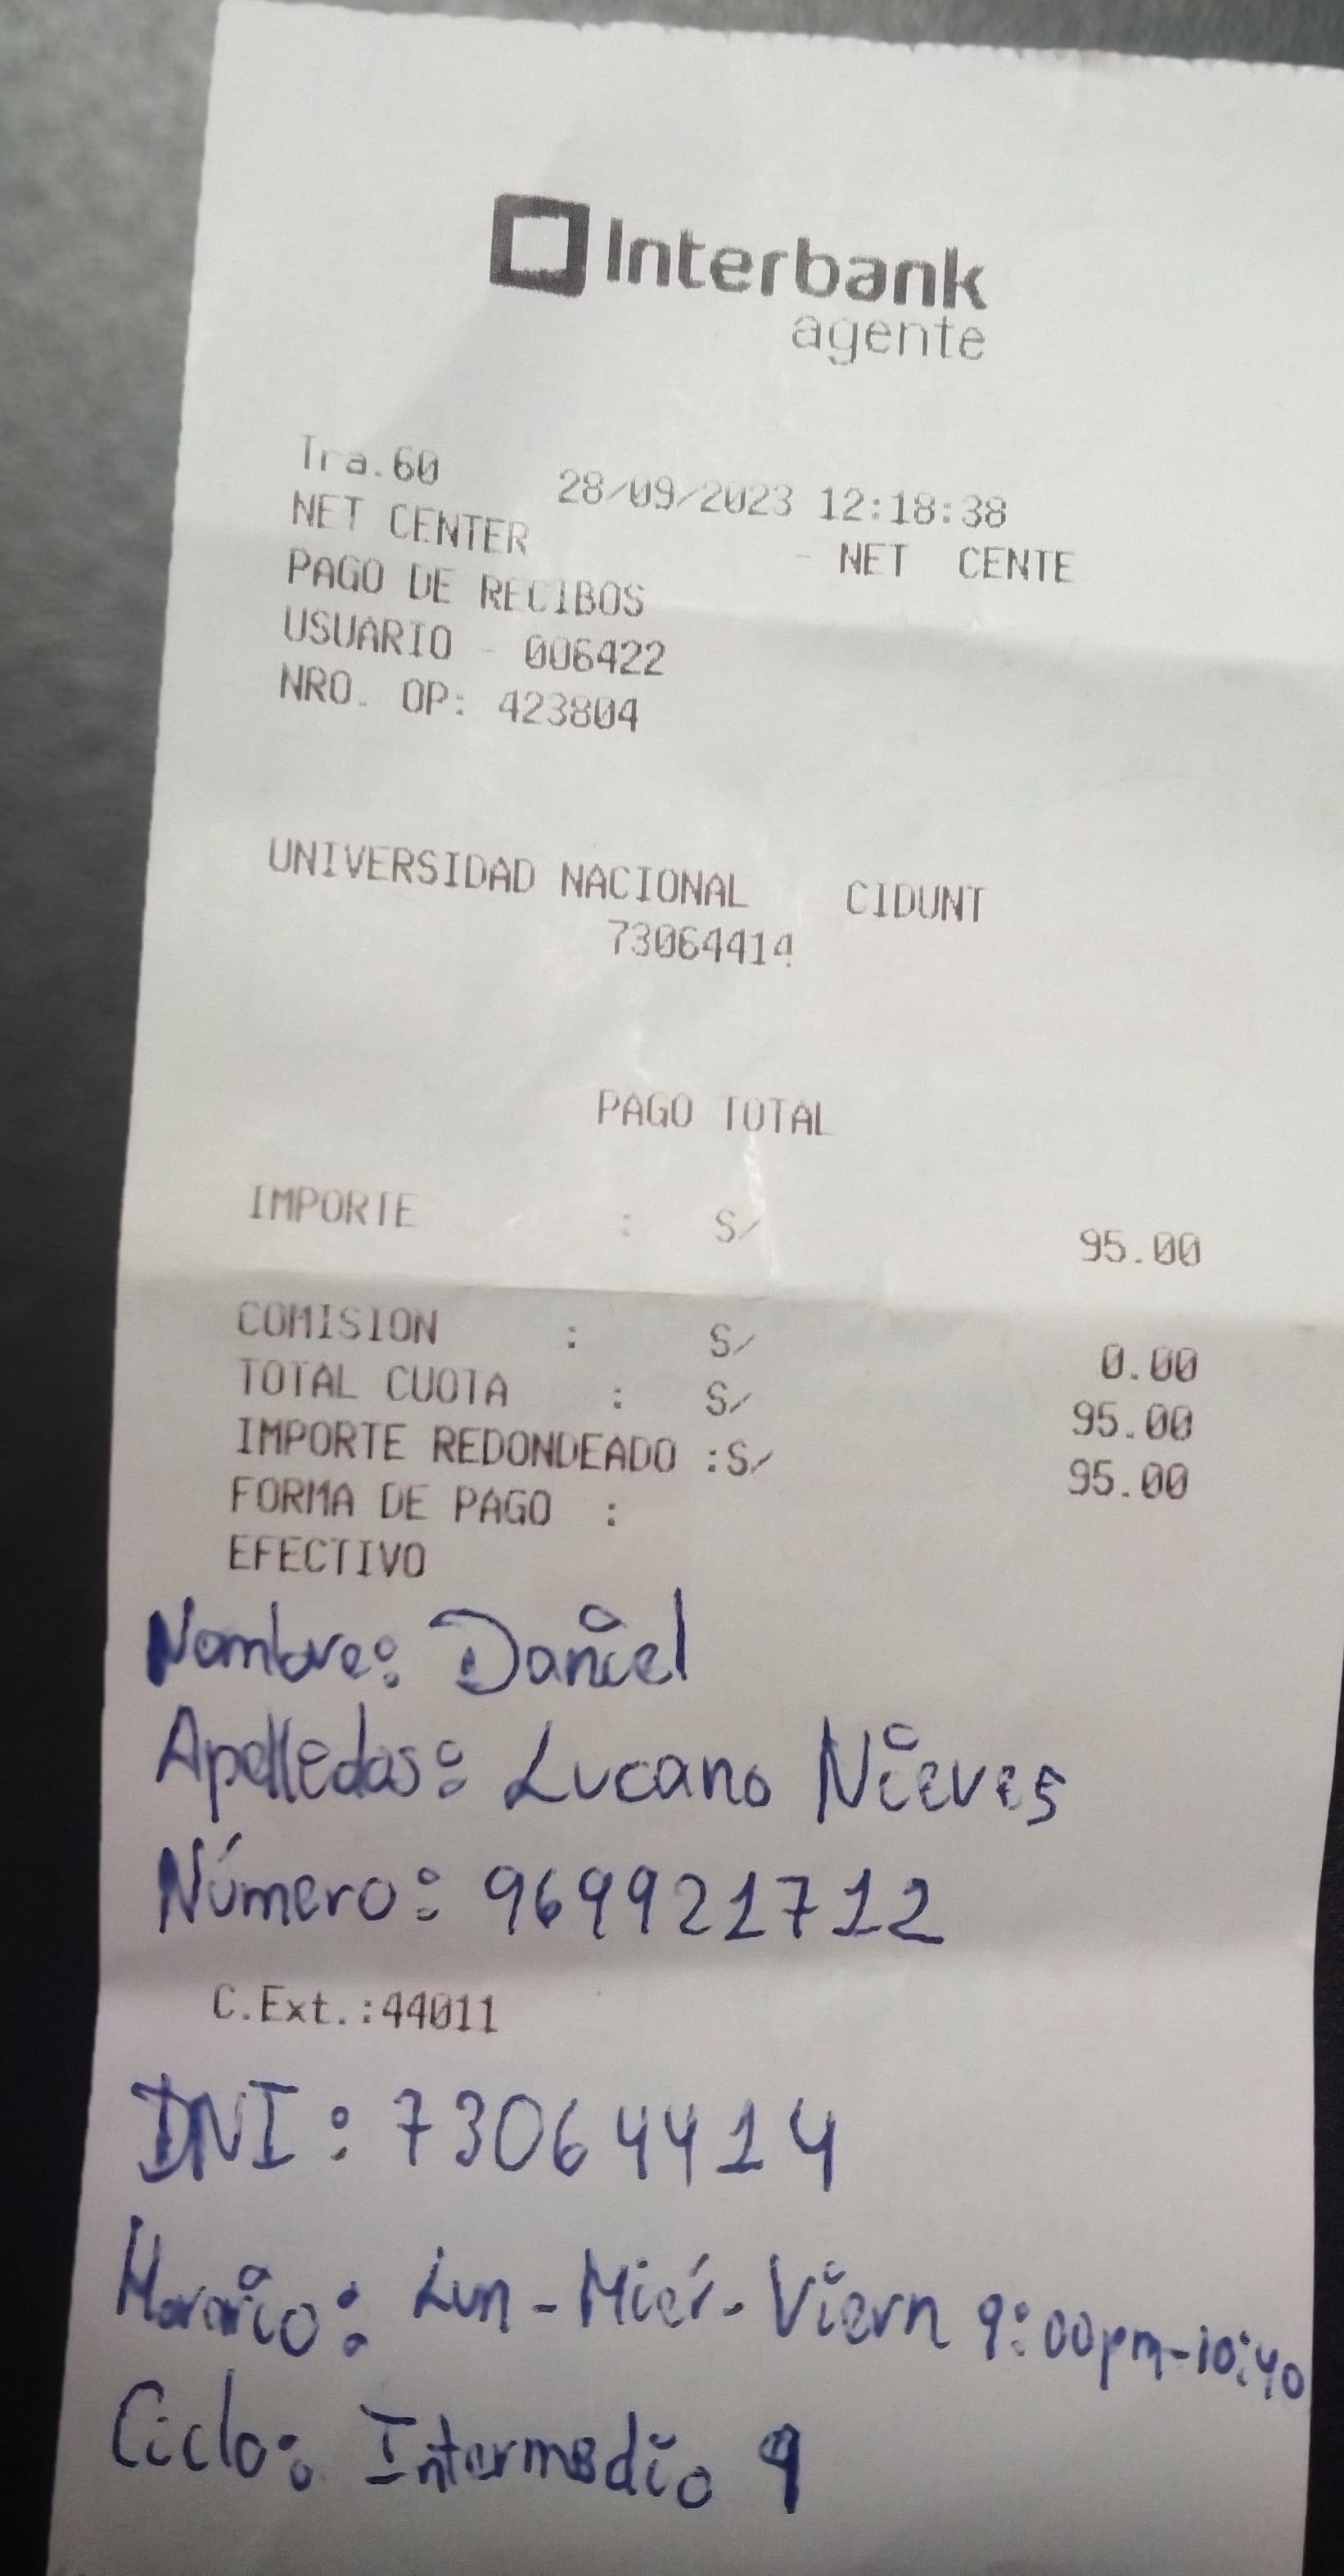 Interbank
agente
Tra.60 28/09/2023 12:18:38
NET CENTER - NET CENTE
PAGO DE RECIBOS
USUARIO - 006422
NRO. OP: 423804
UNIVERSIDAD NACIONAL CIDUNT
73064414
PAGO TOTAL
IMPORTE : S/ 95.00
COMISION : S/ 0.00
TOTAL CUOTA : S/ 95.00
IMPORTE REDONDEADO :S/ 95.00
FORMA DE PAGO :
EFECTIVO
Nombre: Daniel
Apelledos: Lucano Nieves
Número: 969921712
C.Ext.:44011
DNI: 73064414
Horario: Lun-Miér-Viern 9:00pm-10:40
Ciclo: Intermedio 9